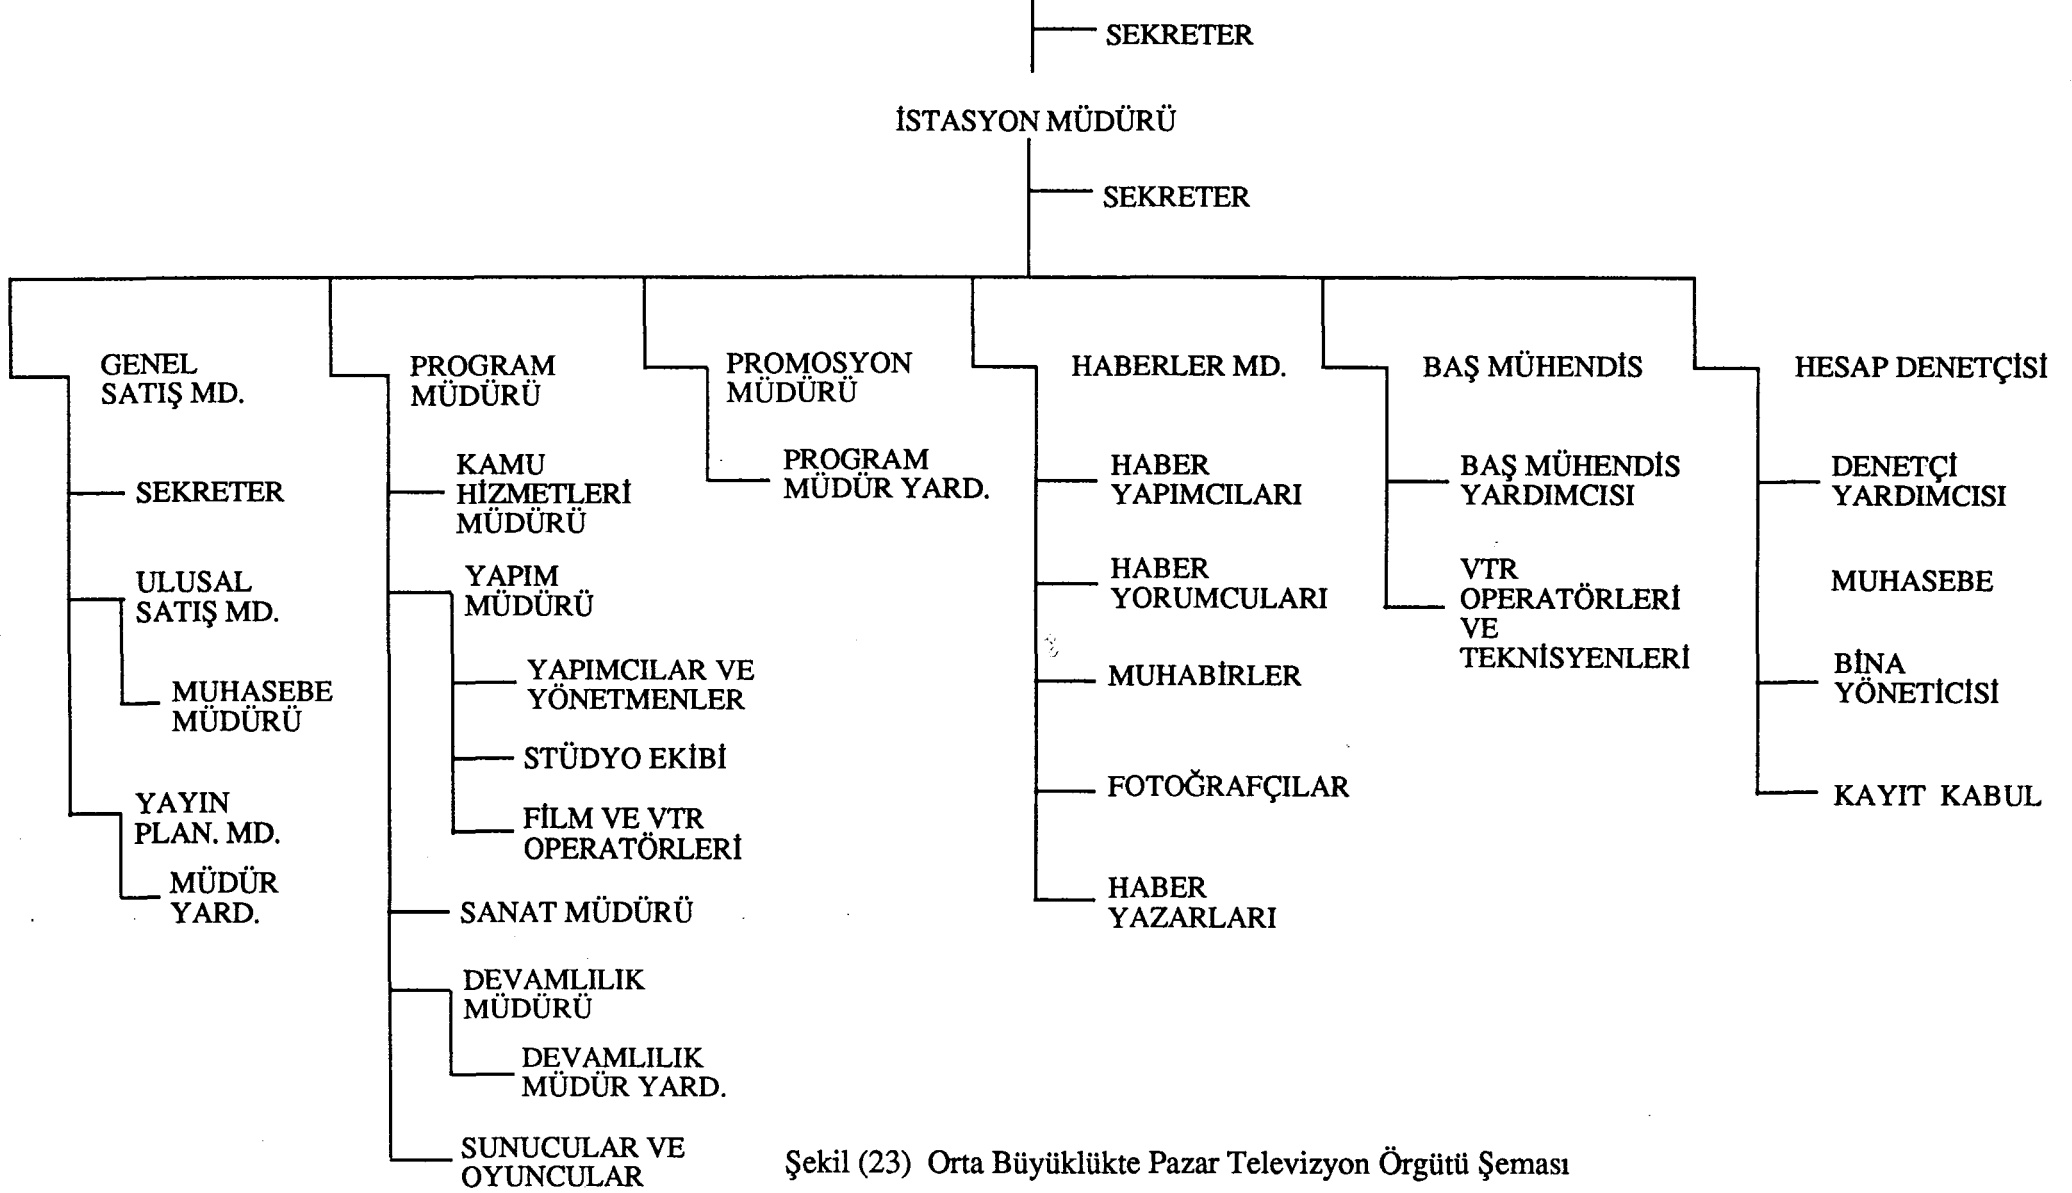 SEKRETER
İSTASYON MÜDÜRÜ
SEKRETER
GENEL
SATIŞ MD.
SEKRETER
ULUSAL
SATIŞ MD.
MUHASEBE
MÜDÜRÜ
YAYIN
PLAN. MD.
MÜDÜR
YARD.
PROGRAM
MÜDÜRÜ
KAMU
HİZMETLERİ
MÜDÜRÜ
YAPIM
MÜDÜRÜ
YAPIMCILAR VE
YÖNETMENLER
STÜDYO EKİBİ
FİLM VE VTR
OPERATÖRLERİ
SANAT MÜDÜRÜ
DEVAMLILIK
MÜDÜRÜ
DEVAMLILIK
MÜDÜR YARD.
SUNUCULAR VE
OYUNCULAR
PROMOSYON
MÜDÜRÜ
PROGRAM
MÜDÜR YARD.
HABERLER MD.
HABER
YAPIMCILARI
HABER
YORUMCULARI
MUHABİRLER
FOTOĞRAFÇILAR
HABER
YAZARLARI
BAŞ MÜHENDİS
BAŞ MÜHENDİS
YARDIMCISI
VTR
OPERATÖRLERİ
VE
TEKNİSYENLERİ
HESAP DENETÇİSİ
DENETÇİ
YARDIMCISI
MUHASEBE
BİNA
YÖNETİCİSİ
KAYIT KABUL
Şekil (23) Orta Büyüklükte Pazar Televizyon Örgütü Şeması